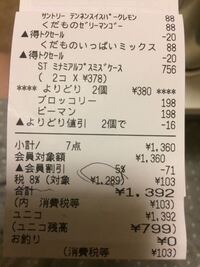 サントリー テンネンスイスパークレモン 88
くだものゼリーマンゴー 88
▲得トクセール -20
くだものいっぱいミックス 88
▲得トクセール -20
ST ミナミアルプスミズケース 756
( 2コ X ¥378)
**** よりどり 2個 ¥380 ****
ブロッコリー 198
ピーマン 198
▲よりどり値引 2個で -16
小計/ 7点 ¥1,360
会員対象額 ¥1,360
▲会員割引 5% -71
税 8% (対象 ¥1,289) ¥103
合計 ¥1,392
(内 消費税等 ¥103)
ユニコ ¥1,392
(ユニコ残高 ¥799)
お釣り ¥0
(消費税等 ¥103)